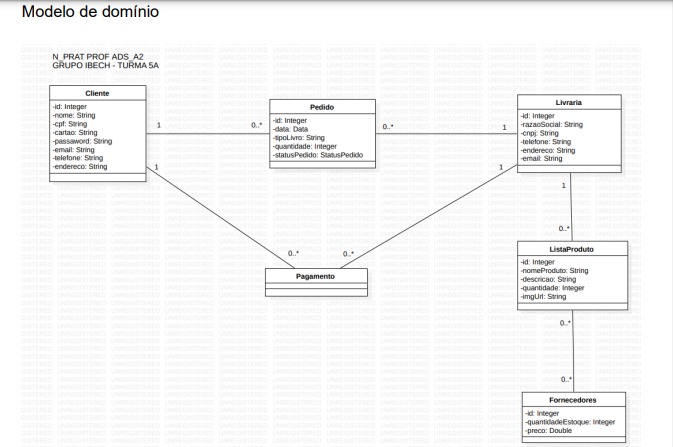 Modelo de domínio
N_PRAT PROF ADS_A2
GRUPO IBECH - TURMA 5A
Cliente
-id: Integer
-nome: String
-cpf: String
-cartao: String
-passaword: String
-email: String
-telefone: String
-endereco: String
1
0..*
Pedido
-id: Integer
-data: Data
-tipoLivro: String
-quantidade: Integer
-statusPedido: StatusPedido
0..*
1
Livraria
-id: Integer
-razaoSocial: String
-cnpj: String
-telefone: String
-endereco: String
-email: String
1
1
1
0..*
0..*
0..*
Pagamento
ListaProduto
-id: Integer
-nomeProduto: String
-descricao: String
-quantidade: Integer
-imgUrl: String
0..*
0..*
Fornecedores
-id: Integer
-quantidadeEstoque: Integer
-preco: Double